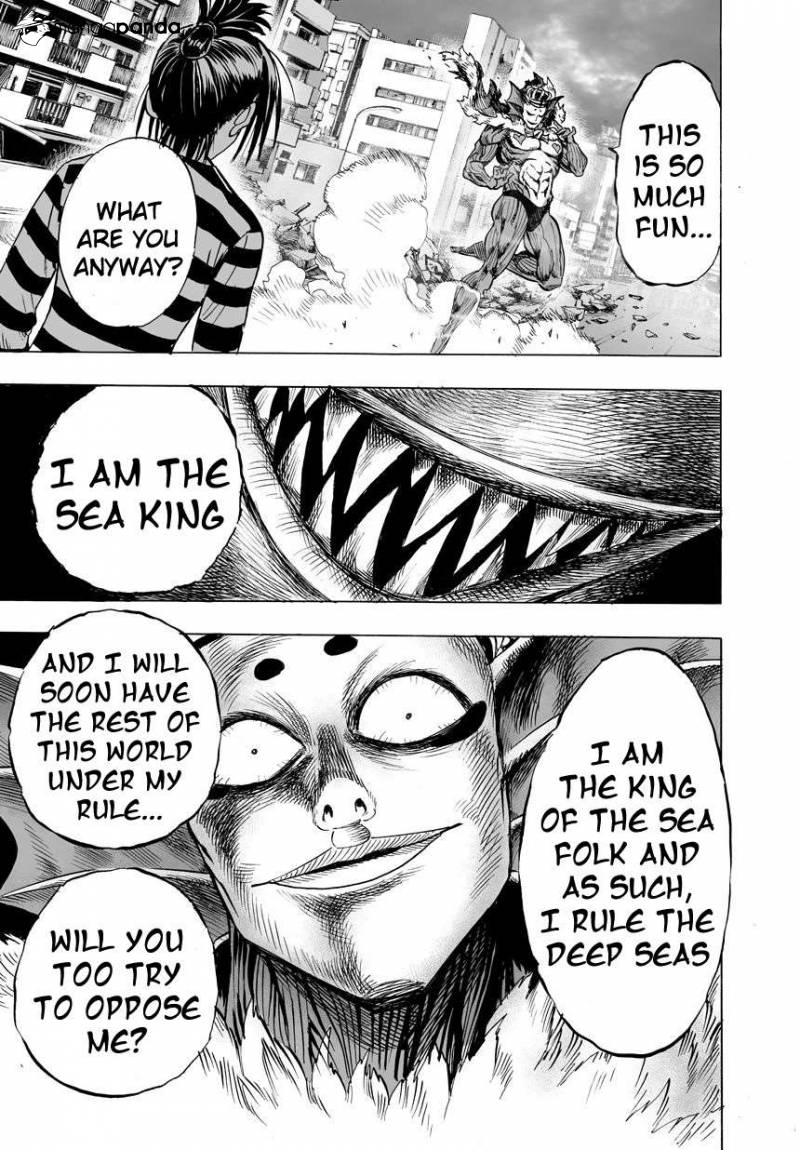 mangapanda
THIS
IS SO
MUCH
FUN...
WHAT
ARE YOU
ANYWAY?
I AM THE
SEA KING
I AM
THE KING
OF THE SEA
FOLK AND
AS SUCH,
I RULE THE
DEEP SEAS
AND I WILL
SOON HAVE
THE REST OF
THIS WORLD
UNDER MY
RULE...
WILL YOU
TOO TRY
TO OPPOSE
ME?